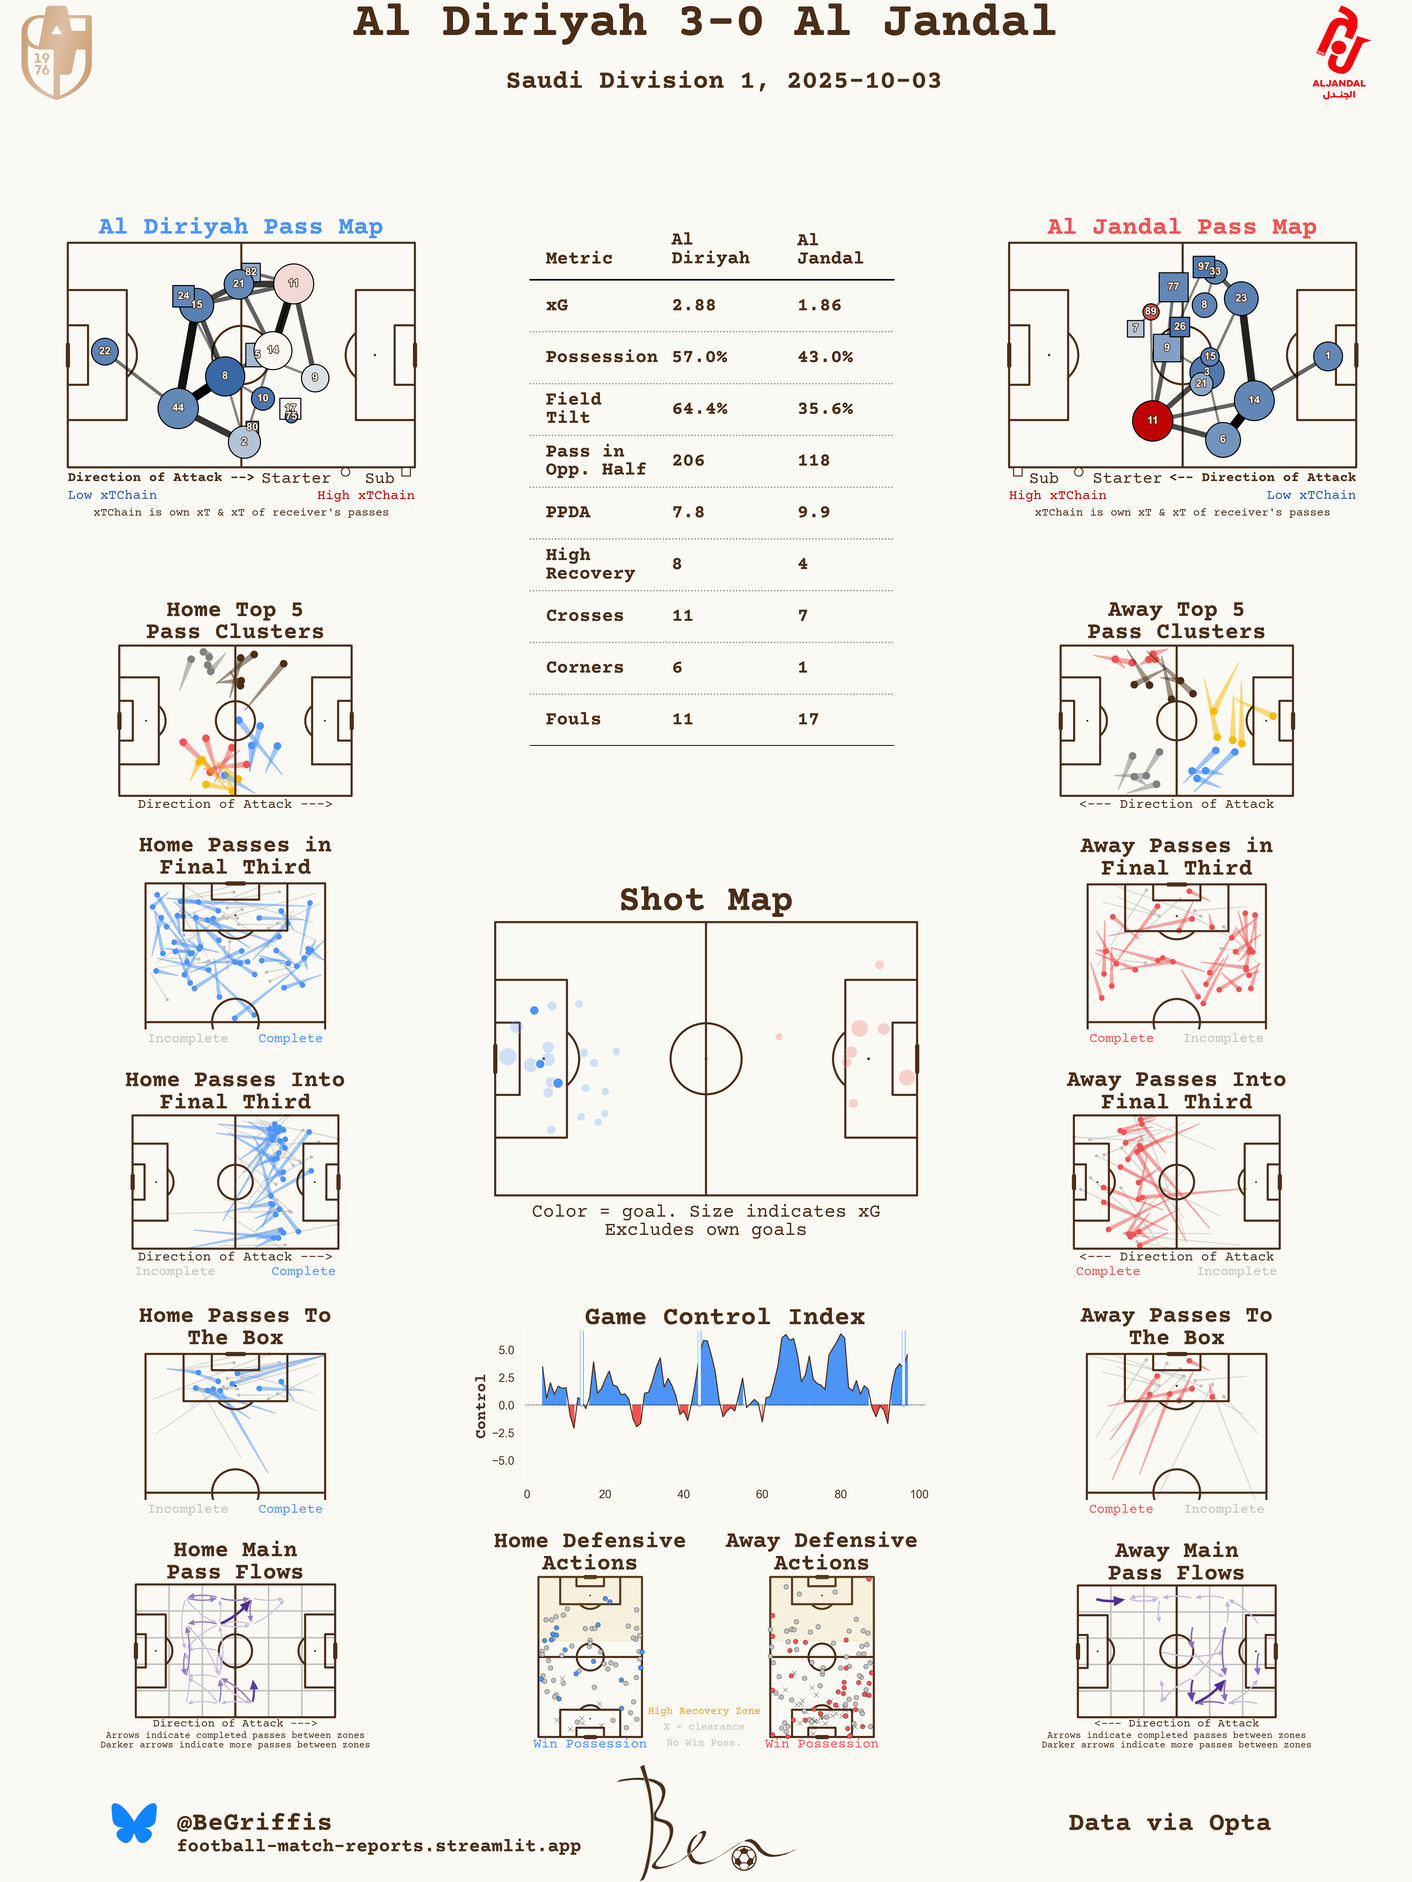 Al Diriyah 3-0 Al Jandal
Saudi Division 1, 2025-10-03
19
76
ALJANDAL
الجندل
Al Diriyah Pass Map
22
24
15
21
82
11
5
14
8
10
9
17
75
44
80
2
Direction of Attack --> Starter Sub
Low xTChain High xTChain
xTChain is own xT & xT of receiver's passes
Metric Al Diriyah Al Jandal
xG 2.88 1.86
Possession 57.0% 43.0%
Field Tilt 64.4% 35.6%
Pass in Opp. Half 206 118
PPDA 7.8 9.9
High Recovery 8 4
Crosses 11 7
Corners 6 1
Fouls 11 17
Al Jandal Pass Map
97
33
77
23
8
89
7
26
9
15
3
21
1
14
11
6
Sub Starter <-- Direction of Attack
High xTChain Low xTChain
xTChain is own xT & xT of receiver's passes
Home Top 5
Pass Clusters
Direction of Attack --->
Home Passes in
Final Third
Incomplete Complete
Home Passes Into
Final Third
Direction of Attack --->
Incomplete Complete
Home Passes To
The Box
Incomplete Complete
Home Main
Pass Flows
Direction of Attack --->
Arrows indicate completed passes between zones
Darker arrows indicate more passes between zones
Shot Map
Color = goal. Size indicates xG
Excludes own goals
Game Control Index
Control
5.0
2.5
0.0
−2.5
−5.0
0 20 40 60 80 100
Home Defensive
Actions
Win Possession
High Recovery Zone
X = clearance
No Win Poss.
Away Defensive
Actions
Win Possession
Away Top 5
Pass Clusters
<--- Direction of Attack
Away Passes in
Final Third
Complete Incomplete
Away Passes Into
Final Third
<--- Direction of Attack
Complete Incomplete
Away Passes To
The Box
Complete Incomplete
Away Main
Pass Flows
<--- Direction of Attack
Arrows indicate completed passes between zones
Darker arrows indicate more passes between zones
@BeGriffis
football-match-reports.streamlit.app
Ben
Data via Opta